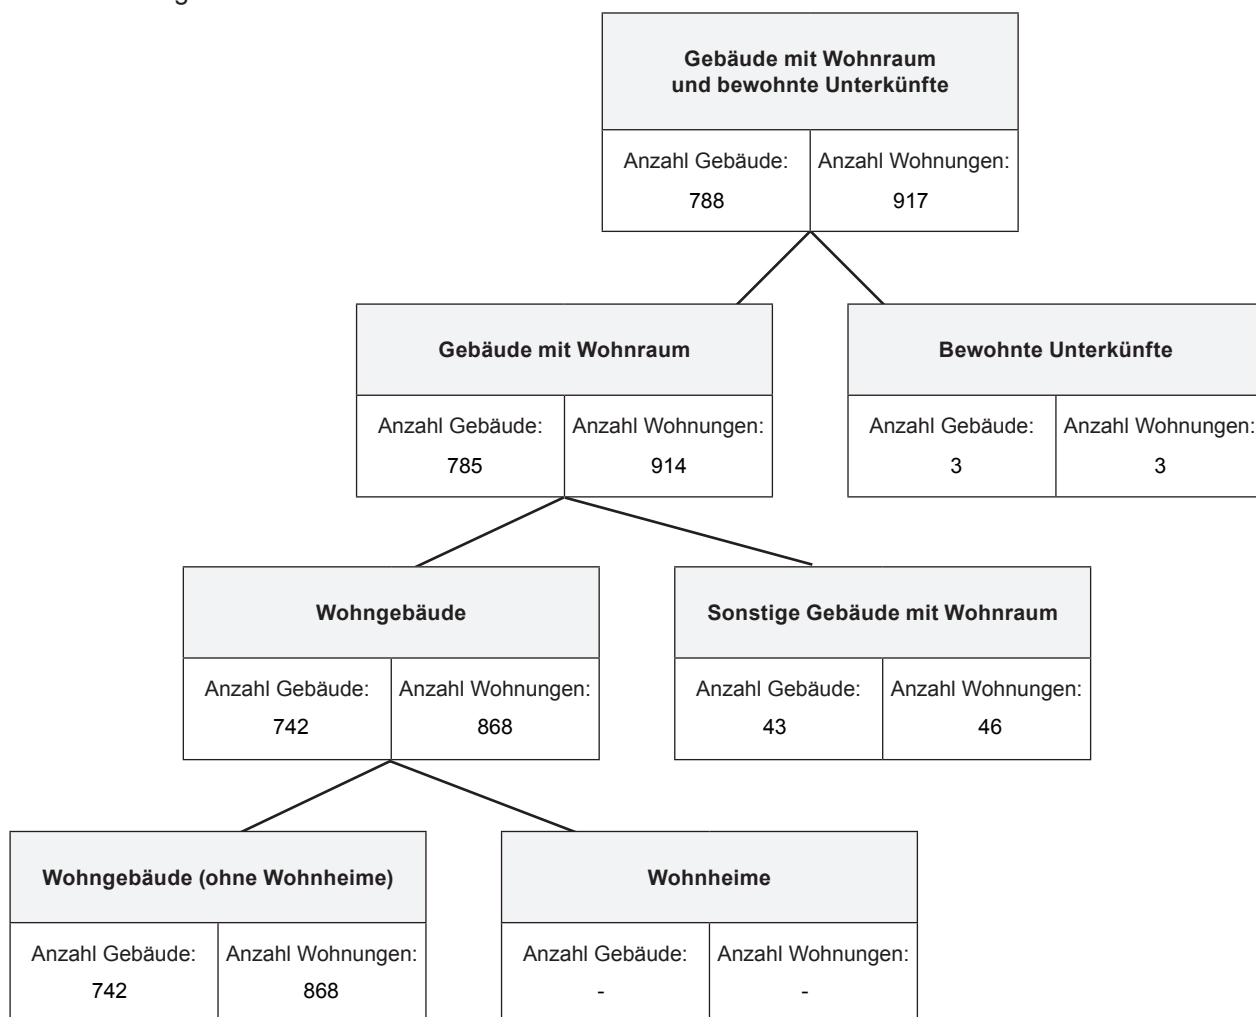 Gebäude mit Wohnraum
und bewohnte Unterkünfte
Anzahl Gebäude: Anzahl Wohnungen:
788 917
Gebäude mit Wohnraum
Anzahl Gebäude: Anzahl Wohnungen:
785 914
Bewohnte Unterkünfte
Anzahl Gebäude: Anzahl Wohnungen:
3 3
Wohngebäude
Anzahl Gebäude: Anzahl Wohnungen:
742 868
Sonstige Gebäude mit Wohnraum
Anzahl Gebäude: Anzahl Wohnungen:
43 46
Wohngebäude (ohne Wohnheime)
Anzahl Gebäude: Anzahl Wohnungen:
742 868
Wohnheime
Anzahl Gebäude: Anzahl Wohnungen:
- -